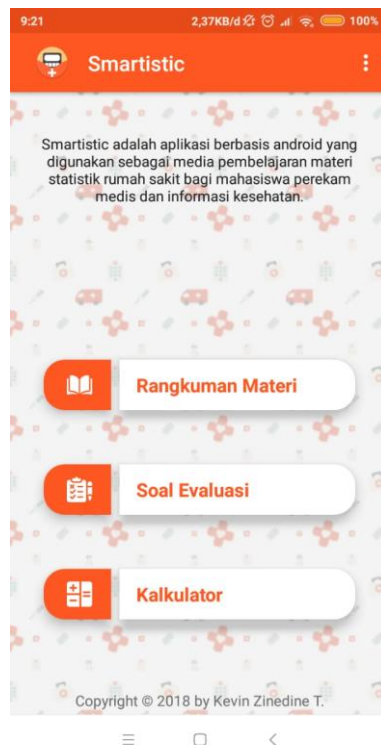 9:21
2,37KB/d
100%
Smartistic
Smartistic adalah aplikasi berbasis android yang
digunakan sebagai media pembelajaran materi
statistik rumah sakit bagi mahasiswa perekam
medis dan informasi kesehatan.
Rangkuman Materi
Soal Evaluasi
Kalkulator
Copyright © 2018 by Kevin Zinedine T.